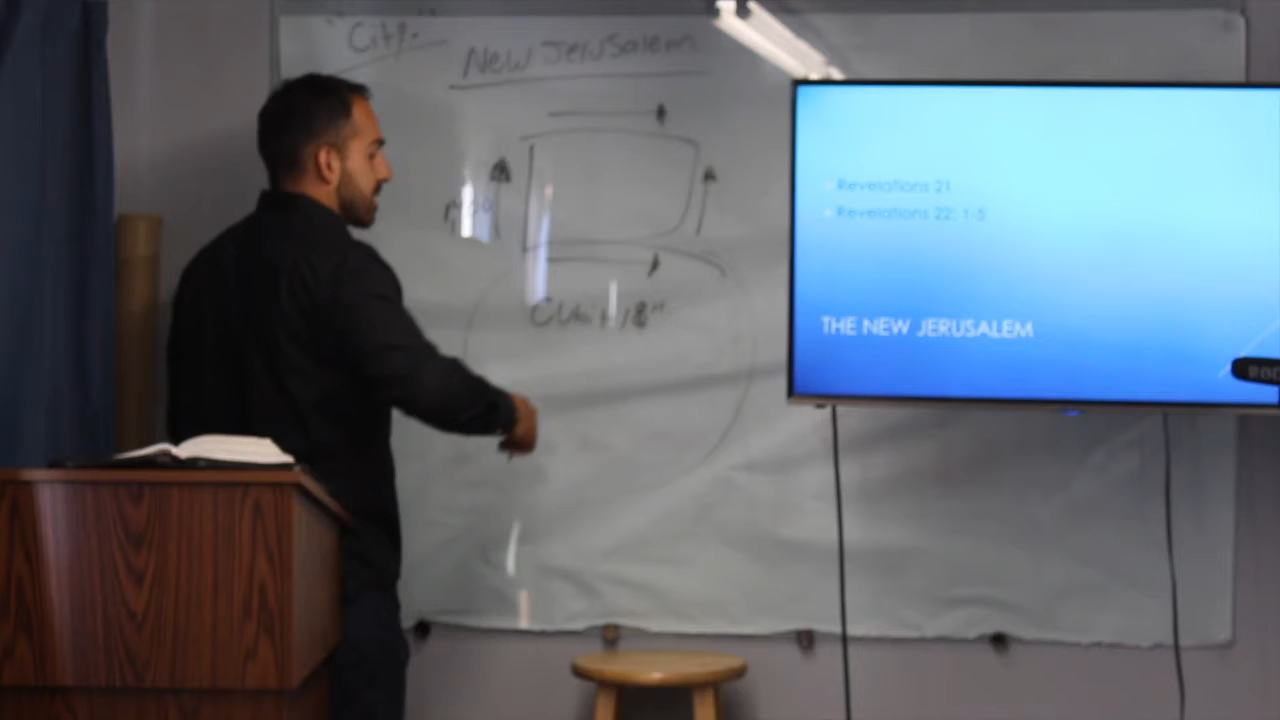 "City."
New Jerusalem
Revelations 21
Revelations 22: 1-5
THE NEW JERUSALEM